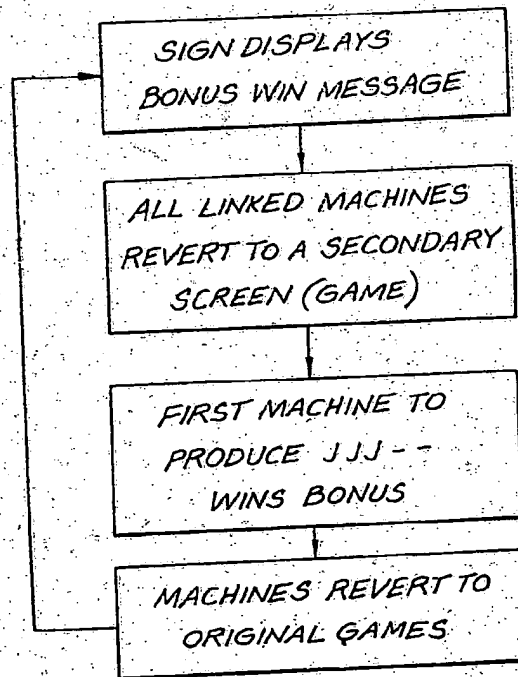 SIGN DISPLAYS
BONUS WIN MESSAGE
ALL LINKED MACHINES
REVERT TO A SECONDARY
SCREEN (GAME)
FIRST MACHINE TO
PRODUCE JJJ - -
WINS BONUS
MACHINES REVERT TO
ORIGINAL GAMES